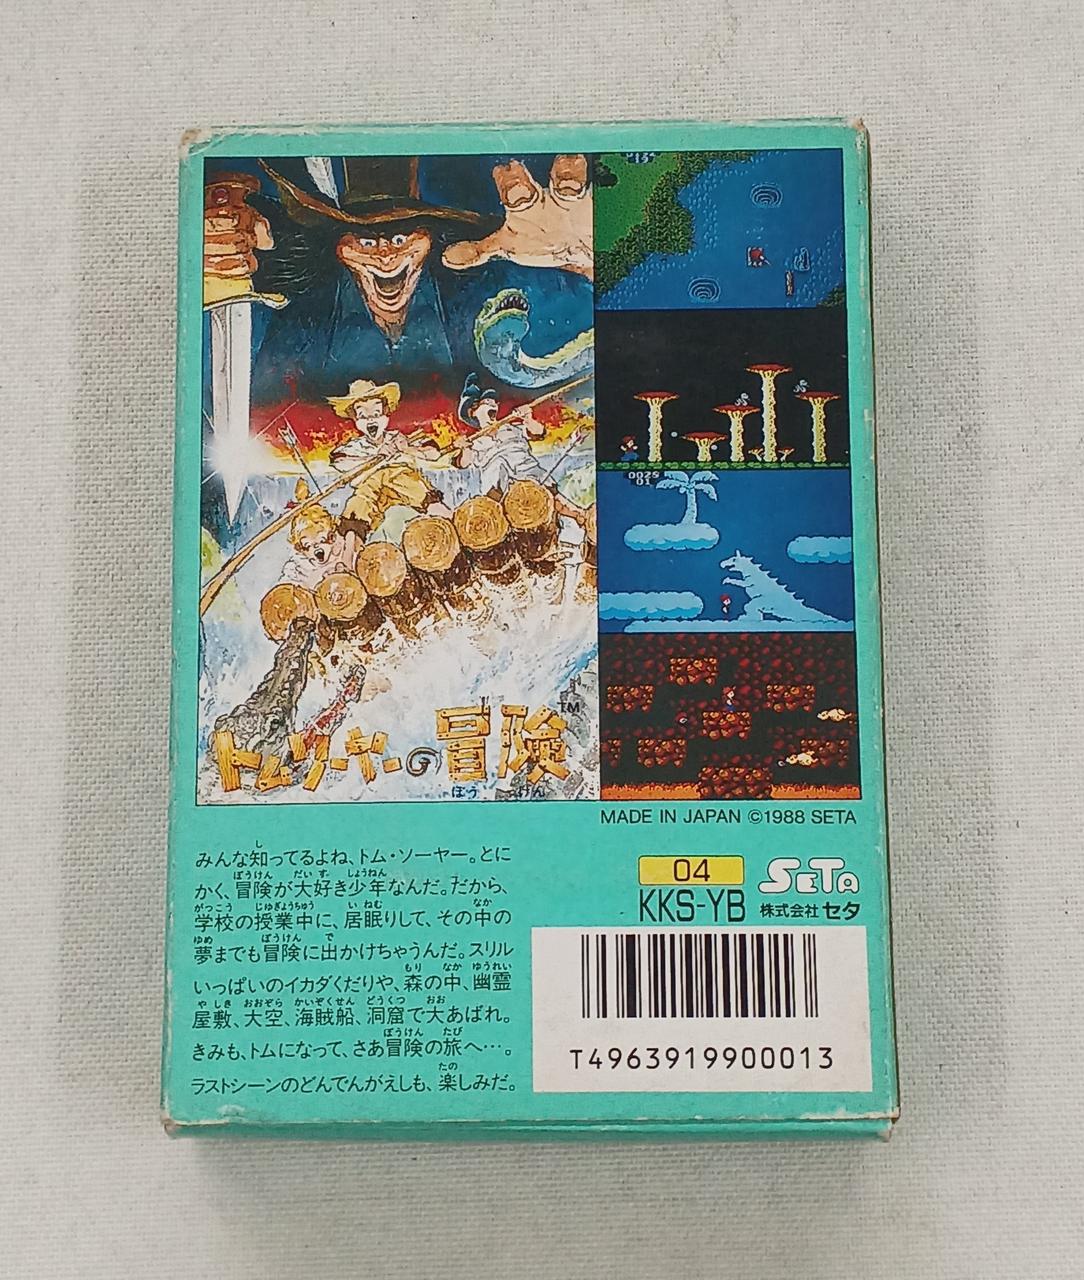 トム・ソーヤーの冒険
TM
ぼう けん
0025
01
MADE IN JAPAN ©1988 SETA
みんな知ってるよね、トム・ソーヤー。とに
かく、冒険が大好き少年なんだ。だから、
学校の授業中に、居眠りして、その中の
夢までも冒険に出かけちゃうんだ。スリル
いっぱいのイカダくだりや、森の中、幽霊
屋敷、大空、海賊船、洞窟で大あばれ。
きみも、トムになって、さあ冒険の旅へ…。
ラストシーンのどんでんがえしも、楽しみだ。
04
KKS-YB
SETA
株式会社 セタ
T4963919900013